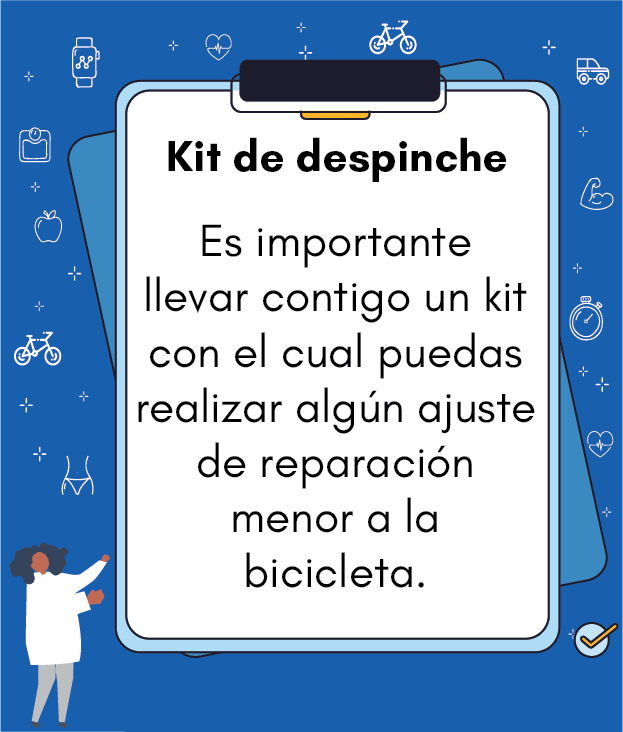 Kit de despinche
Es importante
llevar contigo un kit
con el cual puedas
realizar algún ajuste
de reparación
menor a la
bicicleta.